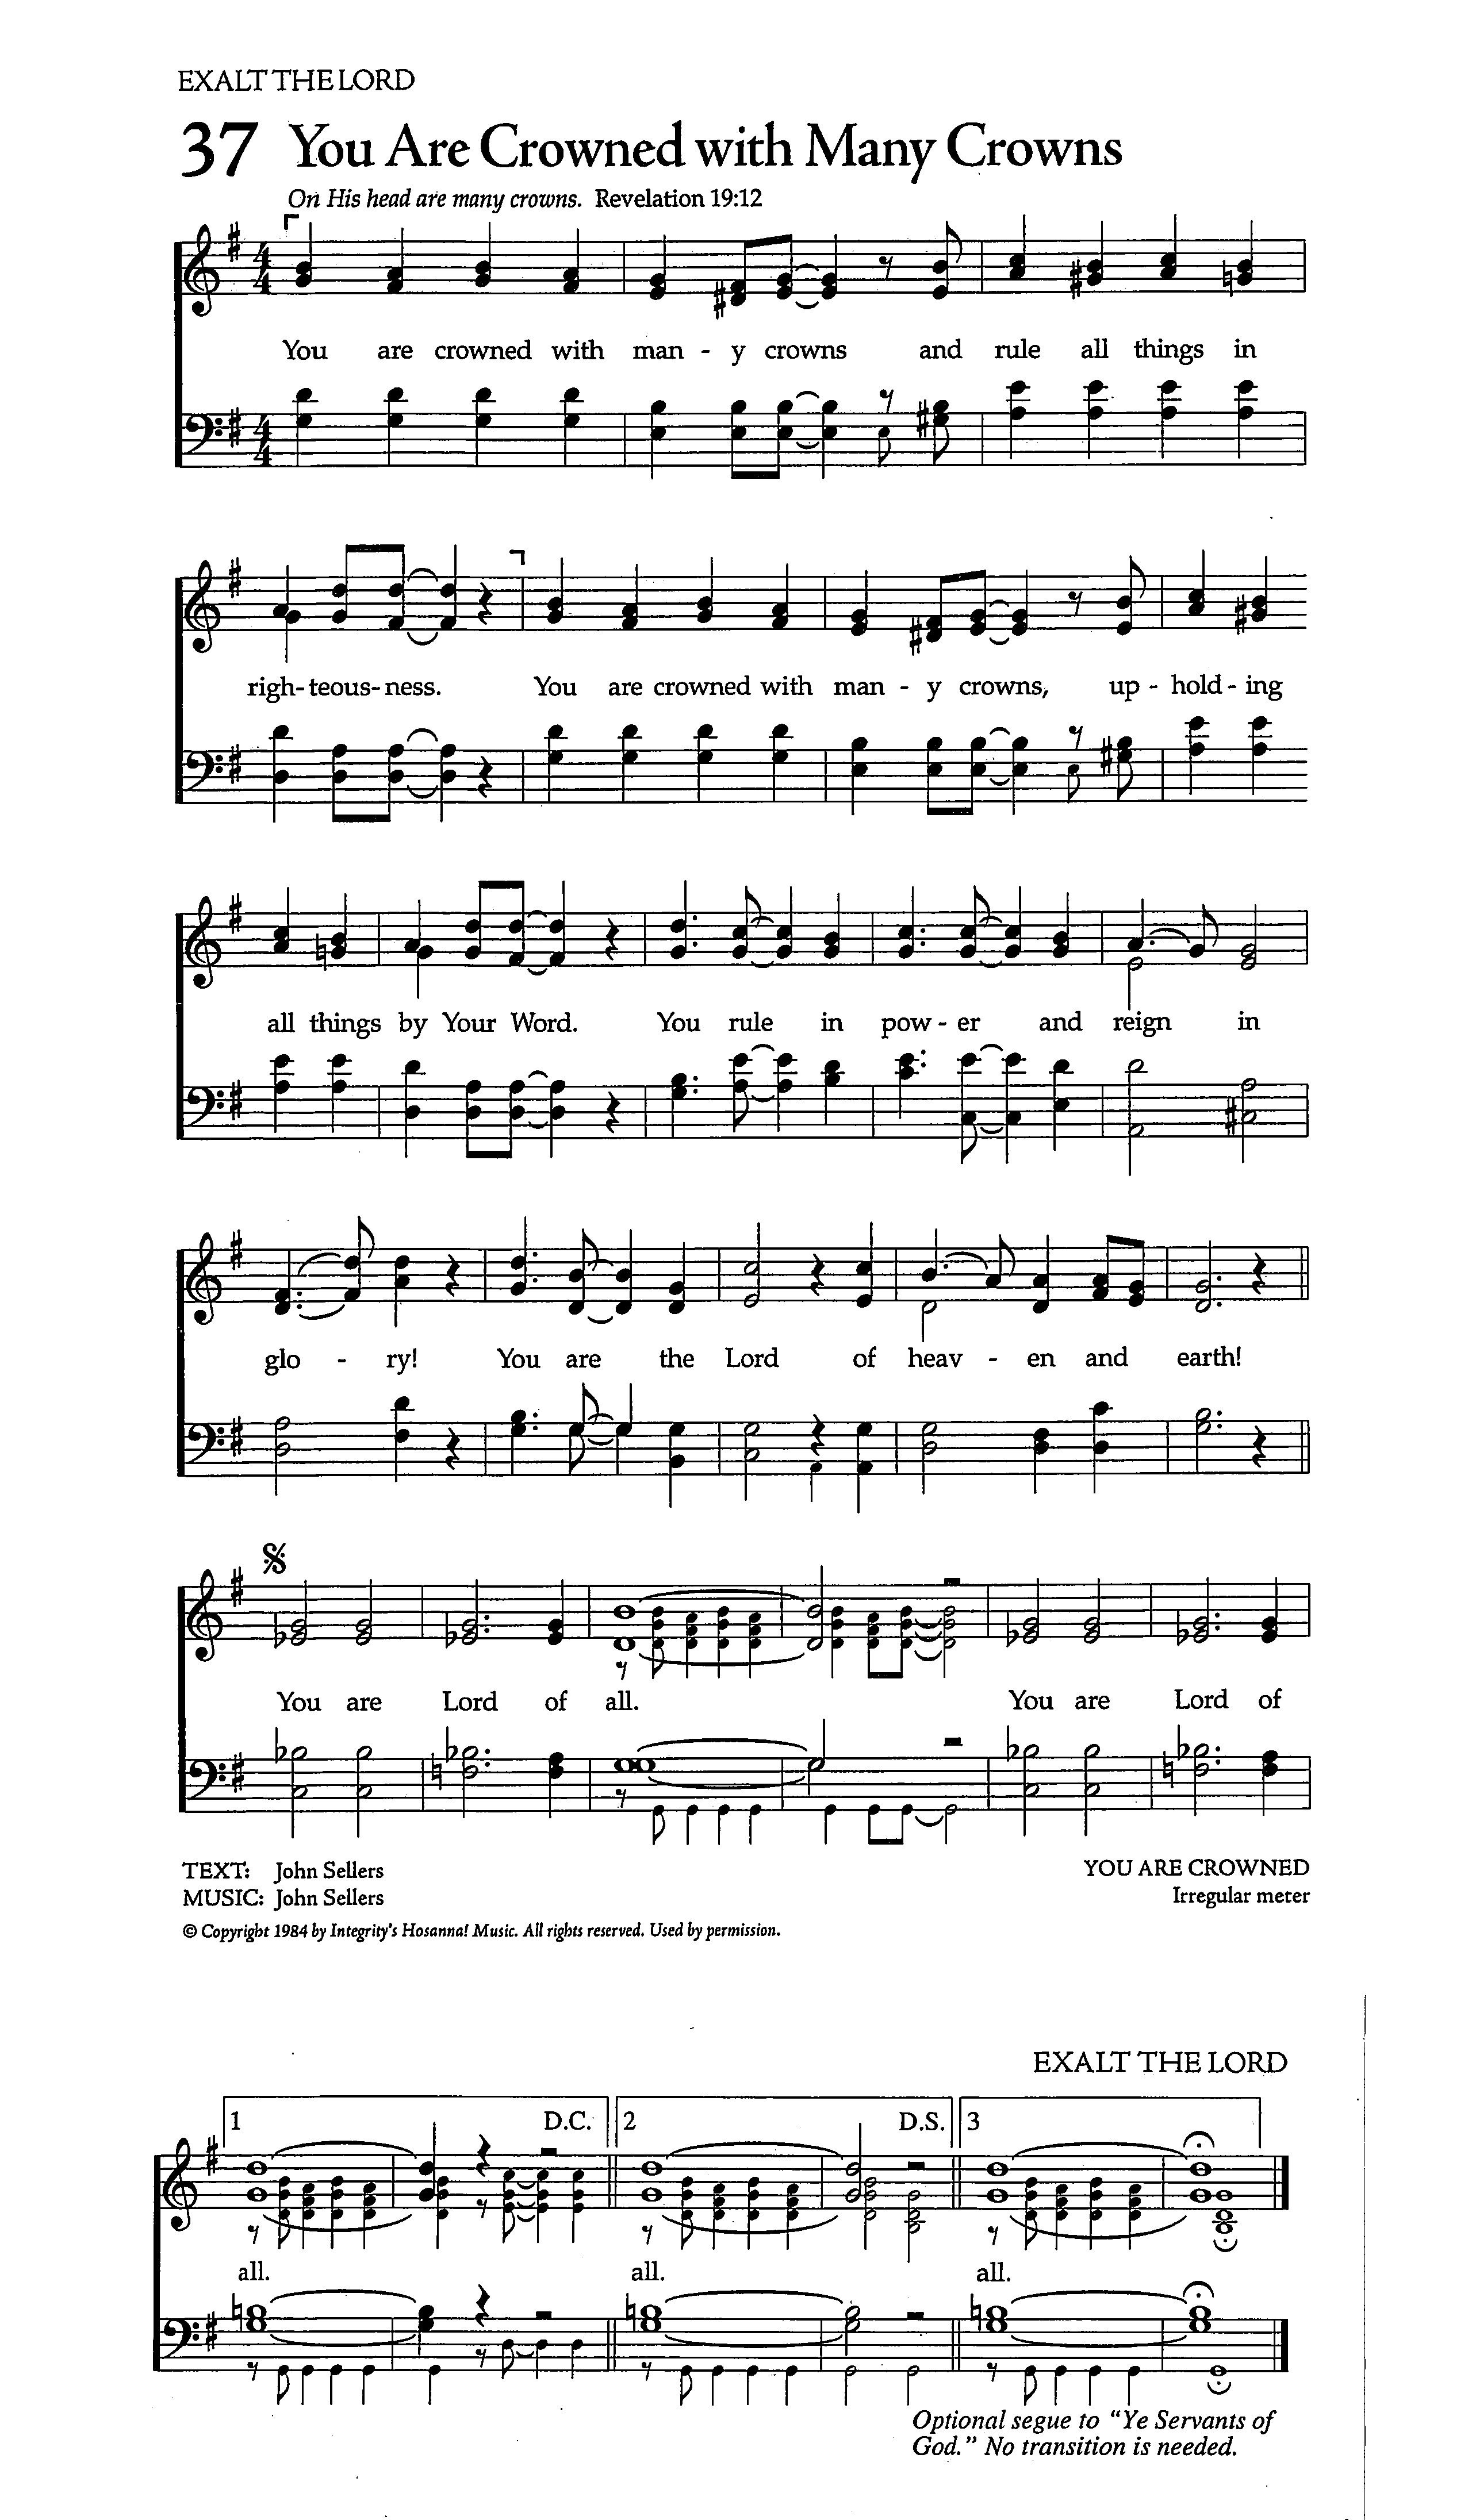 EXALT THE LORD
37 You Are Crowned with Many Crowns
On His head are many crowns. Revelation 19:12
You are crowned with man - y crowns and rule all things in
righ- teous- ness. You are crowned with man - y crowns, up - hold - ing
all things by Your Word. You rule in pow - er and reign in
glo - ry! You are the Lord of heav - en and earth!
You are Lord of all. You are Lord of
TEXT: John Sellers
MUSIC: John Sellers
YOU ARE CROWNED
Irregular meter
© Copyright 1984 by Integrity's Hosanna! Music. All rights reserved. Used by permission.
EXALT THE LORD
1 D.C. 2 D.S. 3
all. all. all.
Optional segue to "Ye Servants of
God." No transition is needed.